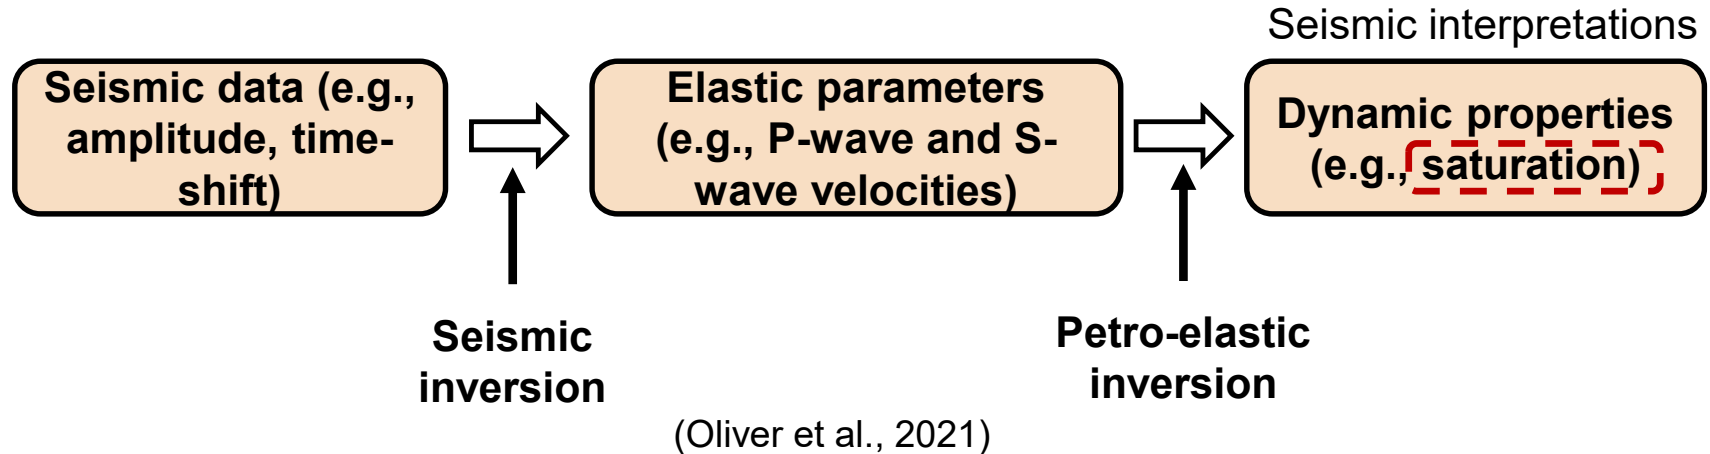 Seismic interpretations
Seismic data (e.g.,
amplitude, time-
shift)
Elastic parameters
(e.g., P-wave and S-
wave velocities)
Dynamic properties
(e.g., saturation)
Seismic
inversion
Petro-elastic
inversion
(Oliver et al., 2021)